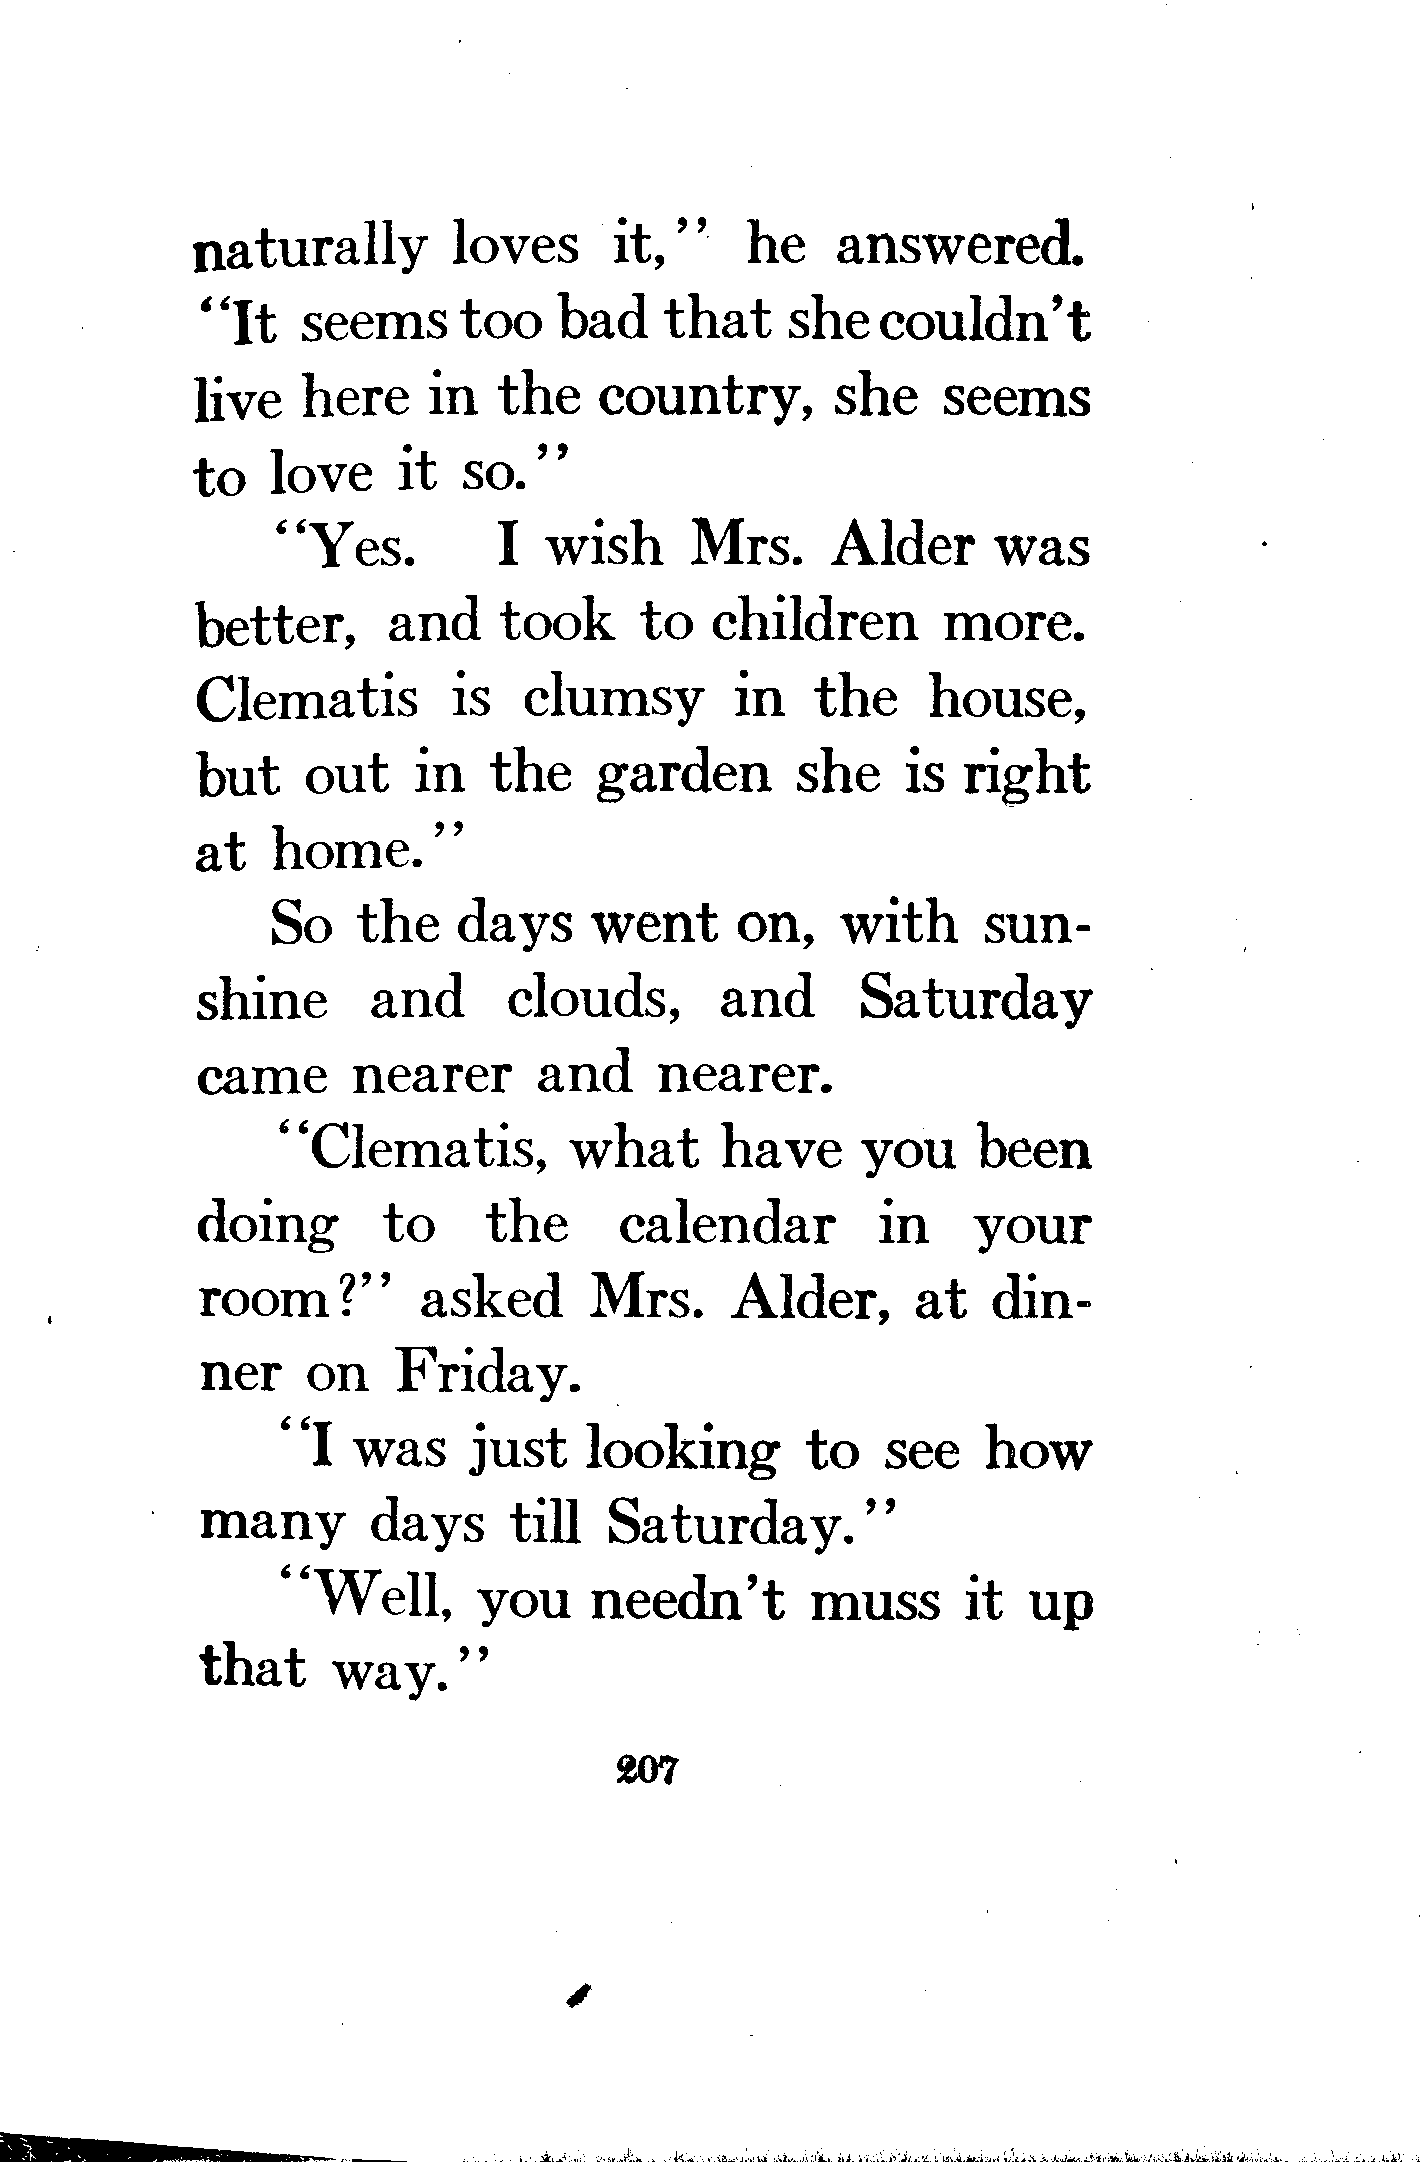 naturally loves it," he answered.
"It seems too bad that she couldn't
live here in the country, she seems
to love it so."
"Yes. I wish Mrs. Alder was
better, and took to children more.
Clematis is clumsy in the house,
but out in the garden she is right
at home."
So the days went on, with sun-
shine and clouds, and Saturday
came nearer and nearer.
"Clematis, what have you been
doing to the calendar in your
room?" asked Mrs. Alder, at din-
ner on Friday.
"I was just looking to see how
many days till Saturday."
"Well, you needn't muss it up
that way."
207